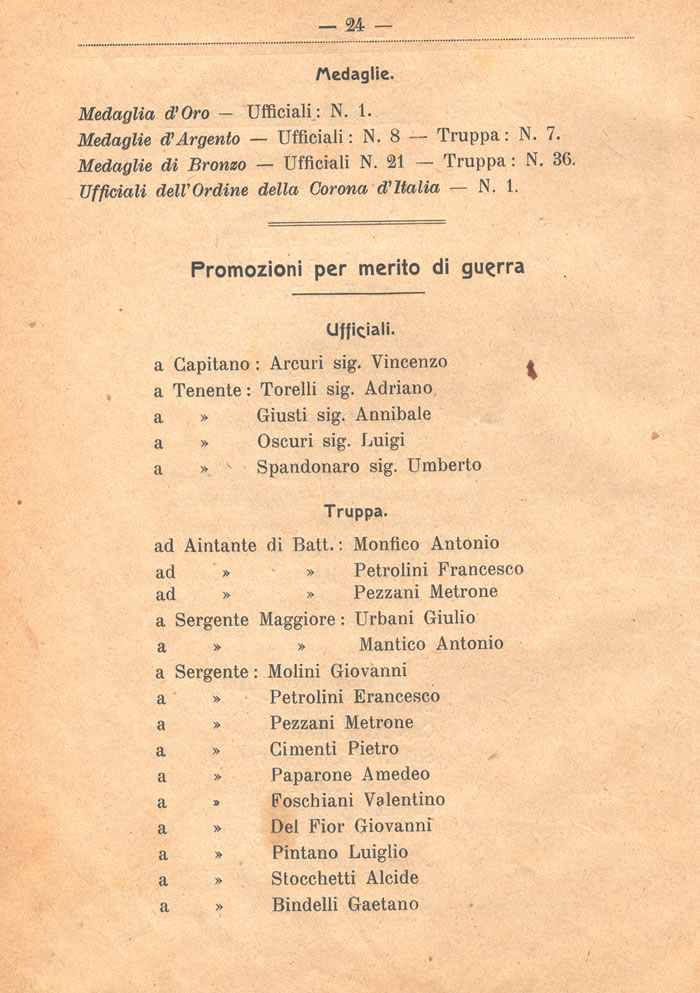 — 24 —
Medaglie.
Medaglia d'Oro — Ufficiali: N. 1.
Medaglie d'Argento — Ufficiali: N. 8 — Truppa: N. 7.
Medaglie di Bronzo — Ufficiali N. 21 — Truppa: N. 36.
Ufficiali dell'Ordine della Corona d'Italia — N. 1.
Promozioni per merito di guerra
Ufficiali.
a Capitano: Arcuri sig. Vincenzo
a Tenente: Torelli sig. Adriano
a » Giusti sig. Annibale
a » Oscuri sig. Luigi
a » Spandonaro sig. Umberto
Truppa.
ad Aintante di Batt.: Monfico Antonio
ad » » Petrolini Francesco
ad » » Pezzani Metrone
a Sergente Maggiore: Urbani Giulio
a » » Mantico Antonio
a Sergente: Molini Giovanni
a » Petrolini Erancesco
a » Pezzani Metrone
a » Cimenti Pietro
a » Paparone Amedeo
a » Foschiani Valentino
a » Del Fior Giovanni
a » Pintano Luiglio
a » Stocchetti Alcide
a » Bindelli Gaetano